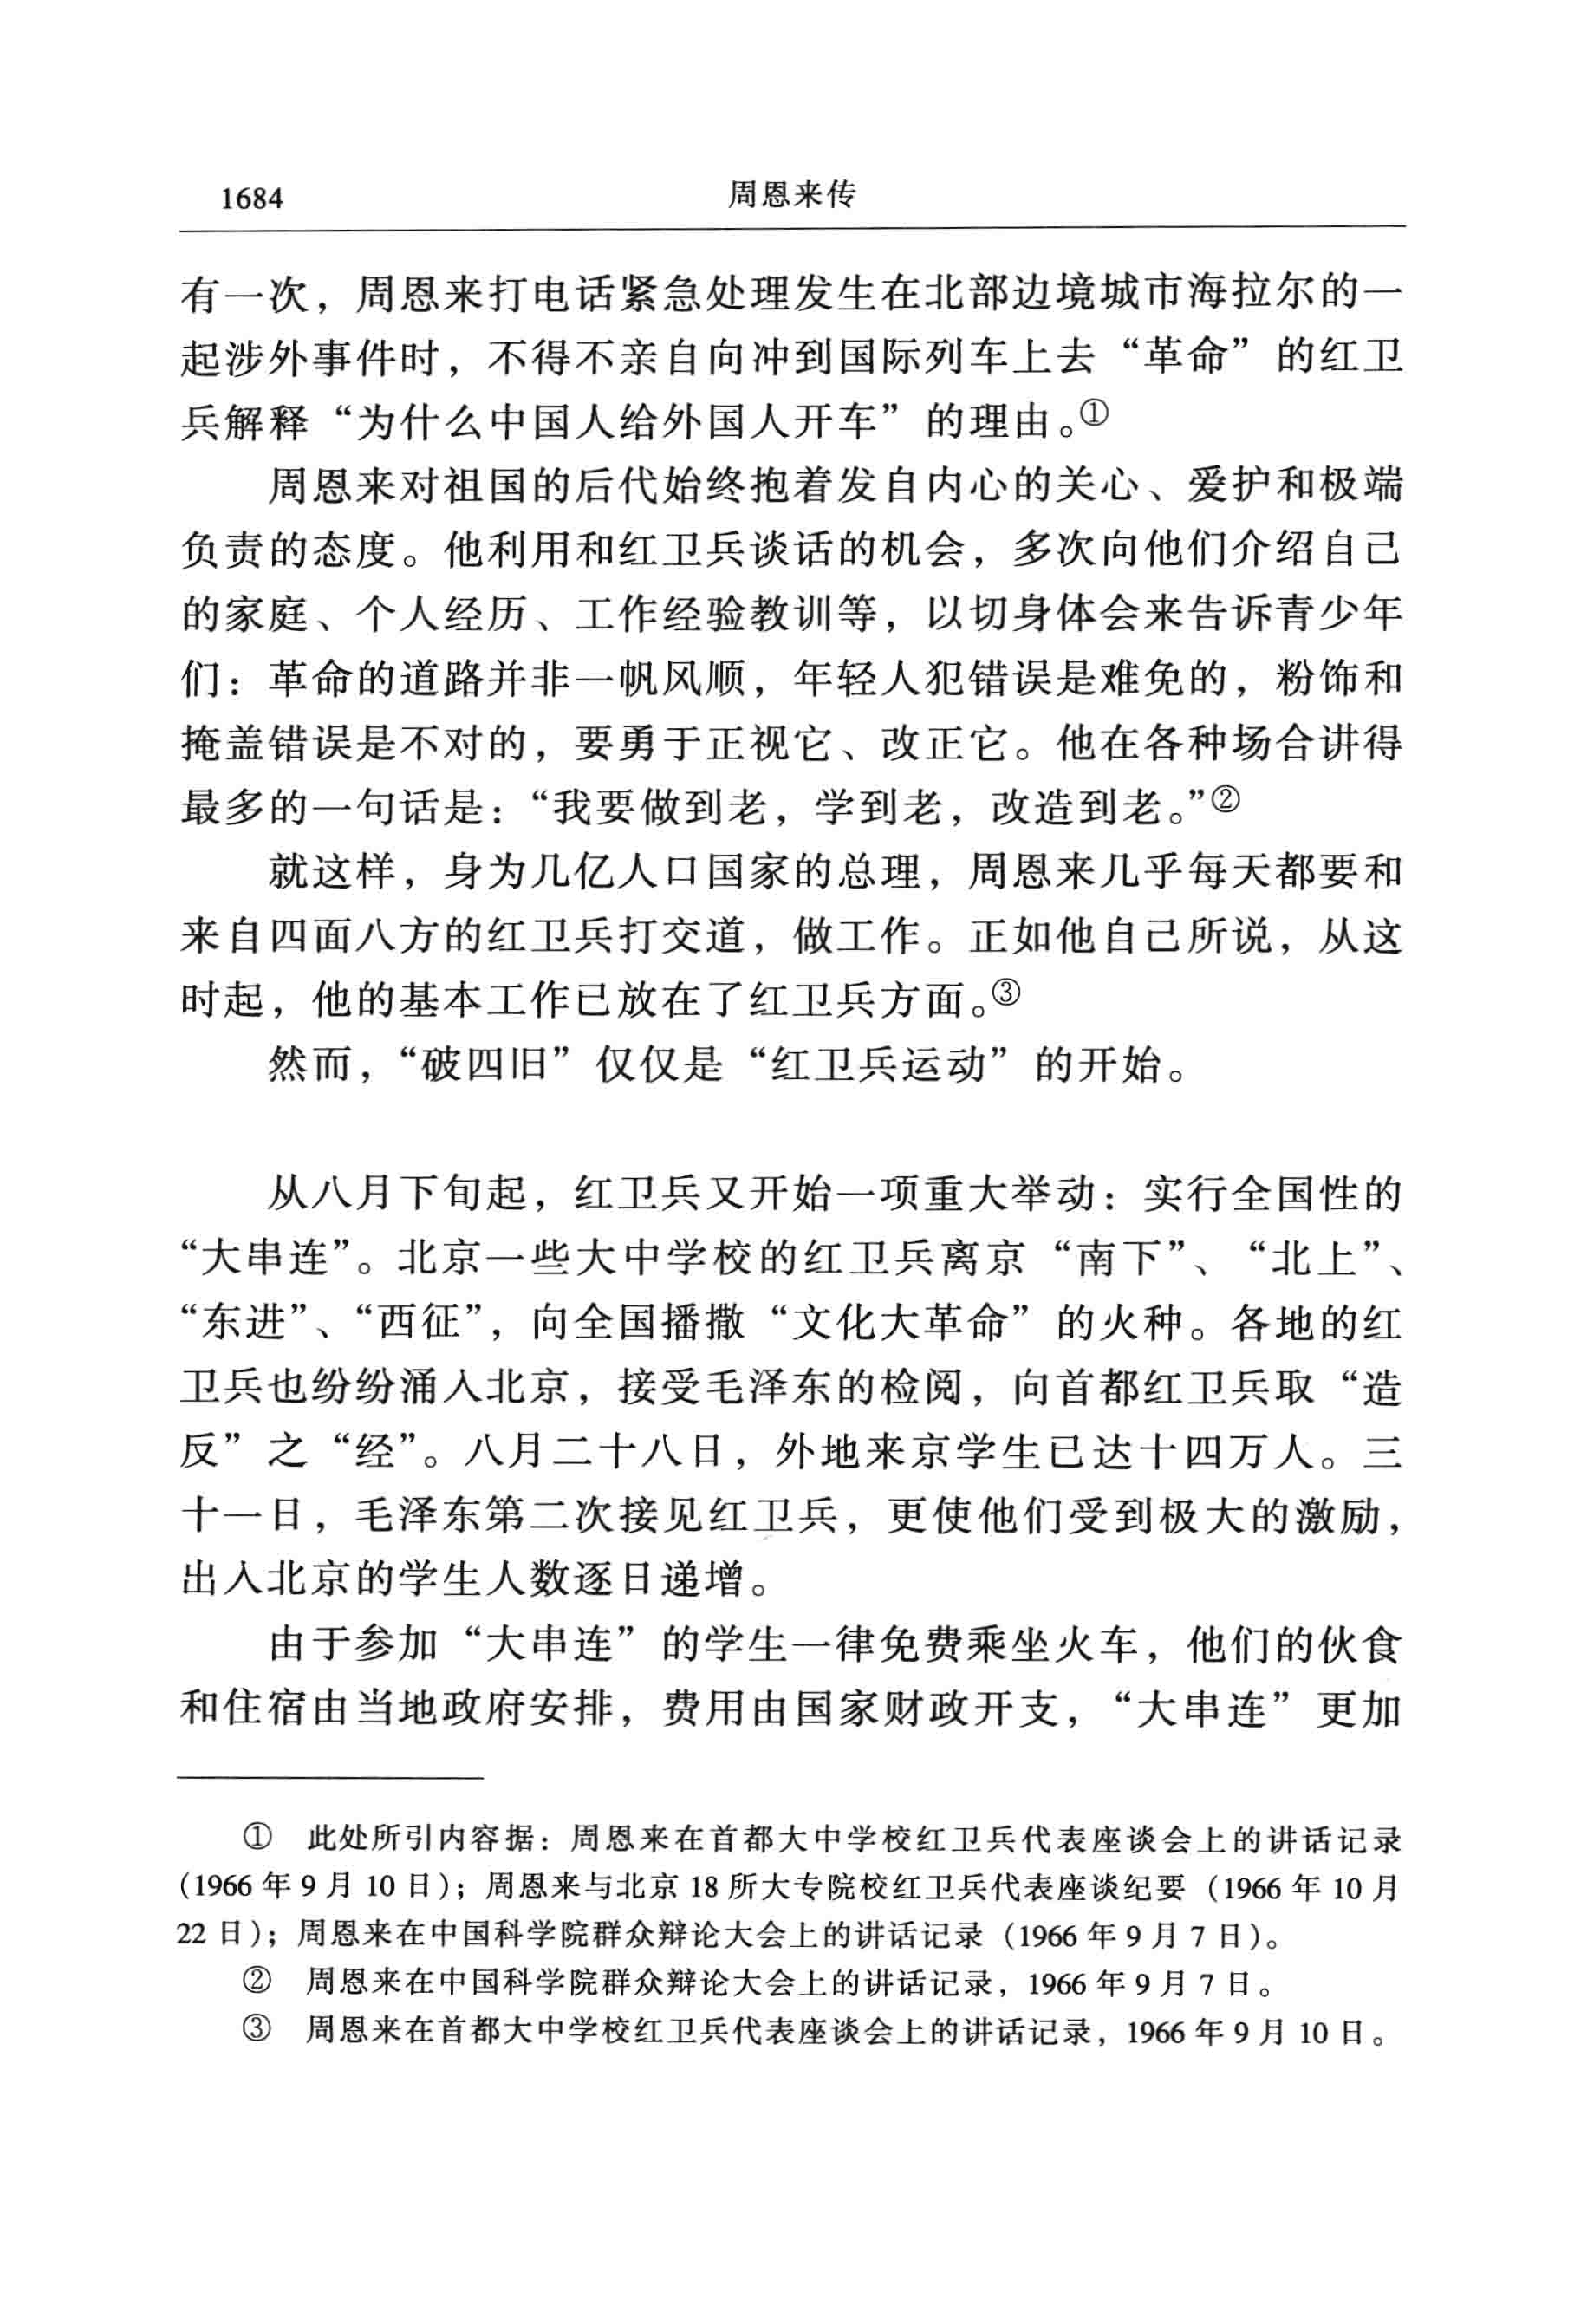 1684 周恩来传
有一次，周恩来打电话紧急处理发生在北部边境城市海拉尔的一
起涉外事件时，不得不亲自向冲到国际列车上去“革命”的红卫
兵解释“为什么中国人给外国人开车”的理由。①
周恩来对祖国的后代始终抱着发自内心的关心、爱护和极端
负责的态度。他利用和红卫兵谈话的机会，多次向他们介绍自己
的家庭、个人经历、工作经验教训等，以切身体会来告诉青少年
们：革命的道路并非一帆风顺，年轻人犯错误是难免的，粉饰和
掩盖错误是不对的，要勇于正视它、改正它。他在各种场合讲得
最多的一句话是：“我要做到老，学到老，改造到老。”②
就这样，身为几亿人口国家的总理，周恩来几乎每天都要和
来自四面八方的红卫兵打交道，做工作。正如他自己所说，从这
时起，他的基本工作已放在了红卫兵方面。③
然而，“破四旧”仅仅是“红卫兵运动”的开始。
从八月下旬起，红卫兵又开始一项重大举动：实行全国性的
“大串连”。北京一些大中学校的红卫兵离京“南下”、“北上”、
“东进”、“西征”，向全国播撒“文化大革命”的火种。各地的红
卫兵也纷纷涌入北京，接受毛泽东的检阅，向首都红卫兵取“造
反”之“经”。八月二十八日，外地来京学生已达十四万人。三
十一日，毛泽东第二次接见红卫兵，更使他们受到极大的激励，
出入北京的学生人数逐日递增。
由于参加“大串连”的学生一律免费乘坐火车，他们的伙食
和住宿由当地政府安排，费用由国家财政开支，“大串连”更加
① 此处所引内容据：周恩来在首都大中学校红卫兵代表座谈会上的讲话记录
（1966 年 9 月 10 日）；周恩来与北京 18 所大专院校红卫兵代表座谈纪要（1966 年 10 月
22 日）；周恩来在中国科学院群众辩论大会上的讲话记录（1966 年 9 月 7 日）。
② 周恩来在中国科学院群众辩论大会上的讲话记录，1966 年 9 月 7 日。
③ 周恩来在首都大中学校红卫兵代表座谈会上的讲话记录，1966 年 9 月 10 日。